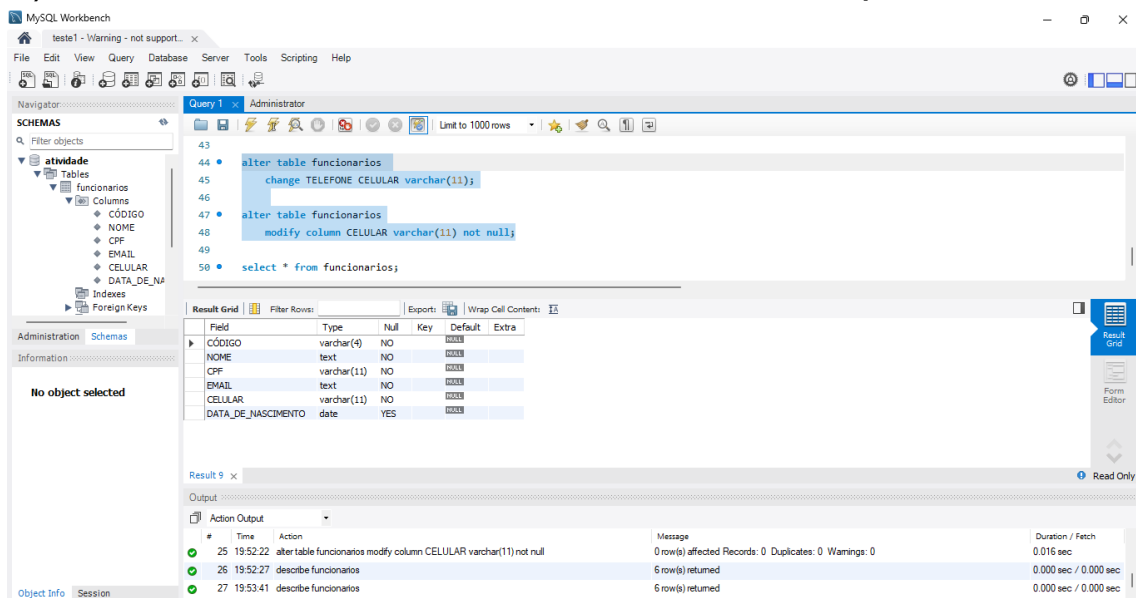 MySQL Workbench
teste1 - Warning - not support...
File Edit View Query Database Server Tools Scripting Help
Navigator
Query 1 Administrator
SCHEMAS
Limit to 1000 rows
Filter objects
43
atividade
44 alter table funcionarios
Tables
45 change TELEFONE CELULAR varchar(11);
funcionarios
46
Columns
47 alter table funcionarios
CÓDIGO
48 modify column CELULAR varchar(11) not null;
NOME
CPF
49
EMAIL
50 select * from funcionarios;
CELULAR
DATA_DE_NA
Indexes
Foreign Keys
Result Grid Filter Rows: Export: Wrap Cell Content:
Result Grid
Form Editor
Field Type Null Key Default Extra
CÓDIGO varchar(4) NO NULL
NOME text NO NULL
CPF varchar(11) NO NULL
EMAIL text NO NULL
CELULAR varchar(11) NO NULL
DATA_DE_NASCIMENTO date YES NULL
Administration Schemas
Information
No object selected
Result 9
Read Only
Output
Action Output
# Time Action Message Duration / Fetch
25 19:52:22 alter table funcionarios modify column CELULAR varchar(11) not null 0 row(s) affected Records: 0 Duplicates: 0 Warnings: 0 0.016 sec
26 19:52:27 describe funcionarios 6 row(s) returned 0.000 sec / 0.000 sec
27 19:53:41 describe funcionarios 6 row(s) returned 0.000 sec / 0.000 sec
Object Info Session